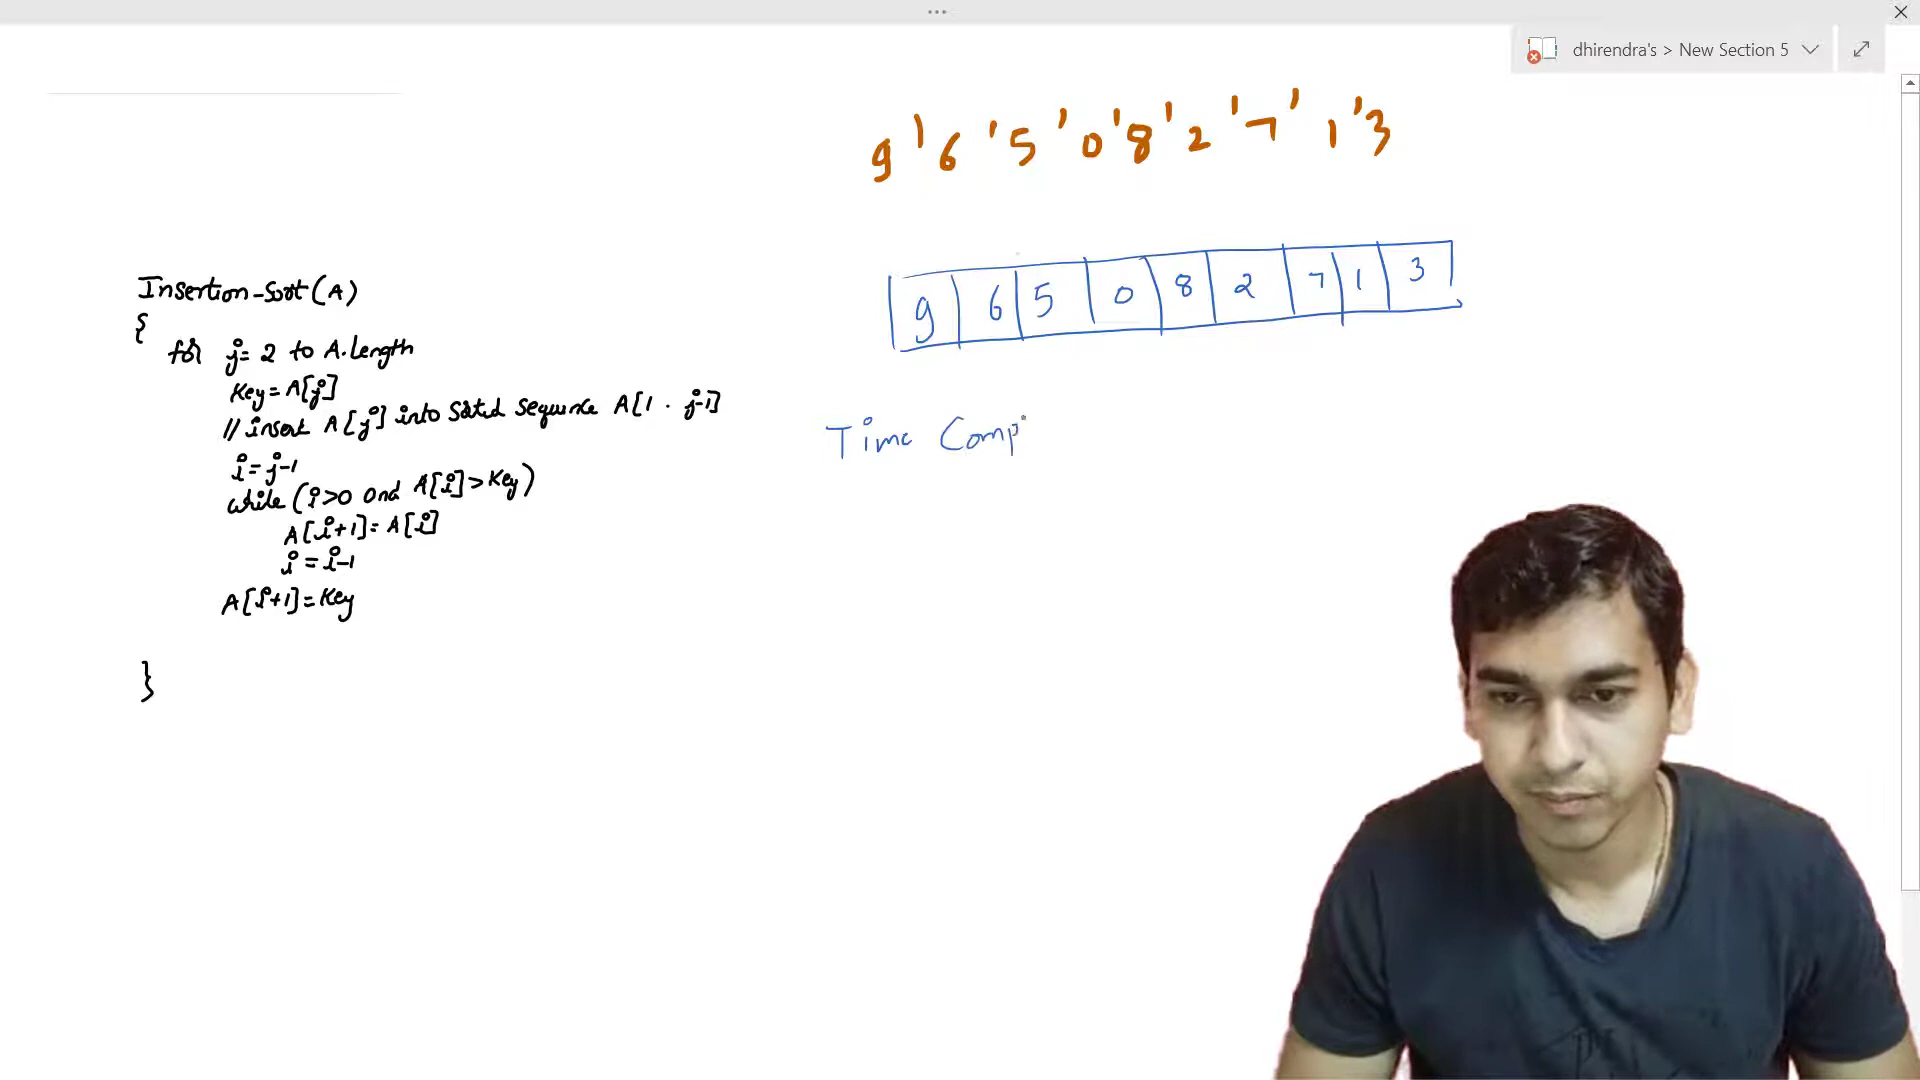 dhirendra's > New Section 5
9 ' 6 ' 5 ' 0 ' 8 ' 2 ' 7 ' 1 ' 3
9 6 5 0 8 2 7 1 3
Insertion-Sort(A)
{
for j= 2 to A.length
Key = A[j]
// insert A[j] into sorted sequence A[1 . j-1]
i = j-1
while (i>0 and A[i] > Key)
A[i+1] = A[i]
i = i-1
A[i+1] = Key
}
Time Comp